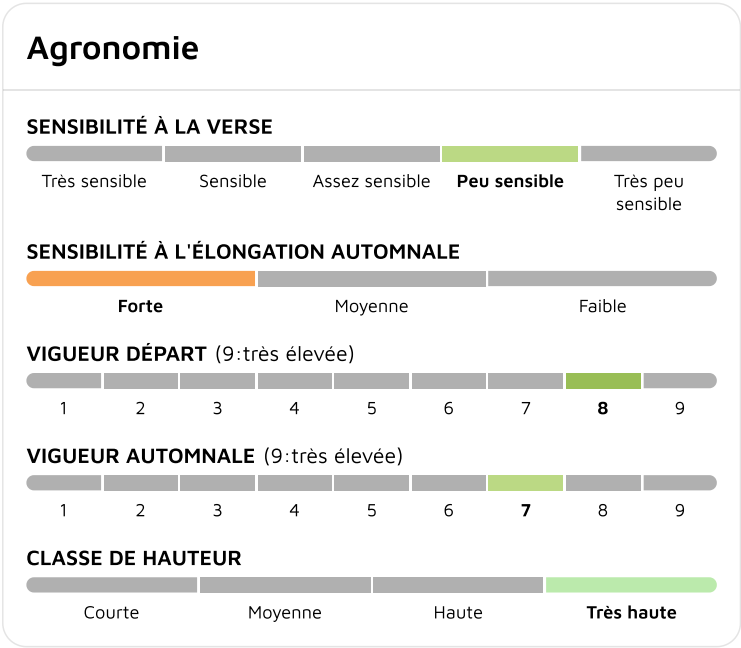 Agronomie
SENSIBILITÉ À LA VERSE
Très sensible Sensible Assez sensible Peu sensible Très peu
sensible
SENSIBILITÉ À L'ÉLONGATION AUTOMNALE
Forte Moyenne Faible
VIGUEUR DÉPART (9:très élevée)
1 2 3 4 5 6 7 8 9
VIGUEUR AUTOMNALE (9:très élevée)
1 2 3 4 5 6 7 8 9
CLASSE DE HAUTEUR
Courte Moyenne Haute Très haute